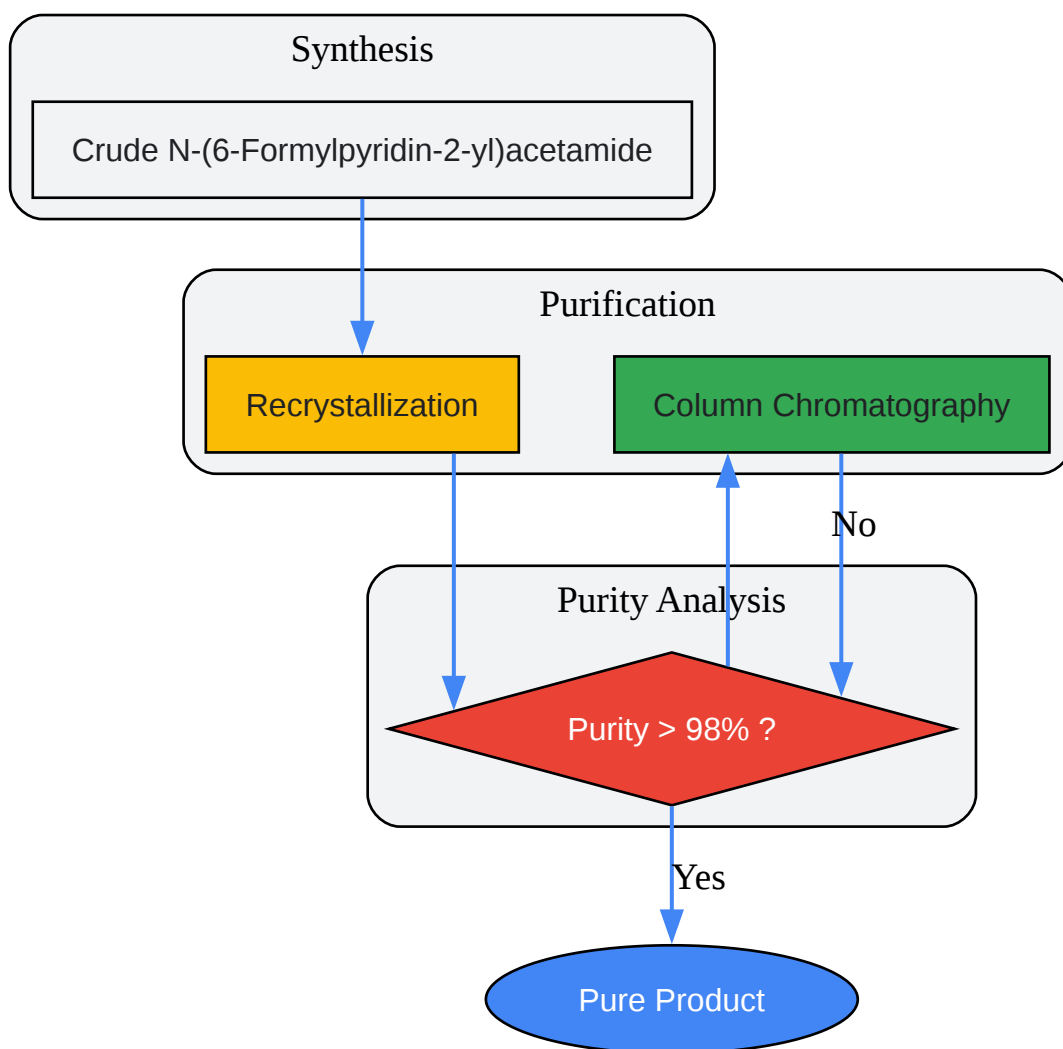 Synthesis
Crude N-(6-Formylpyridin-2-yl)acetamide
Purification
Recrystallization
Column Chromatography
No
Purity Analysis
Purity > 98% ?
Yes
Pure Product